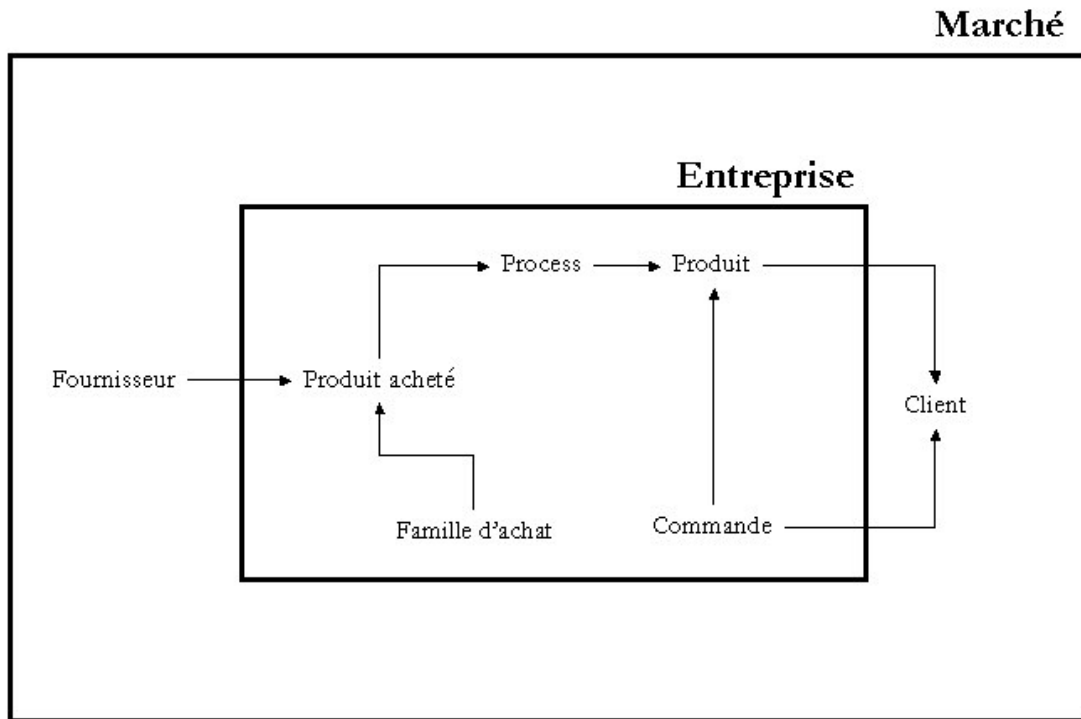 Marché
Entreprise
Process
Produit
Fournisseur
Produit acheté
Client
Famille d'achat
Commande